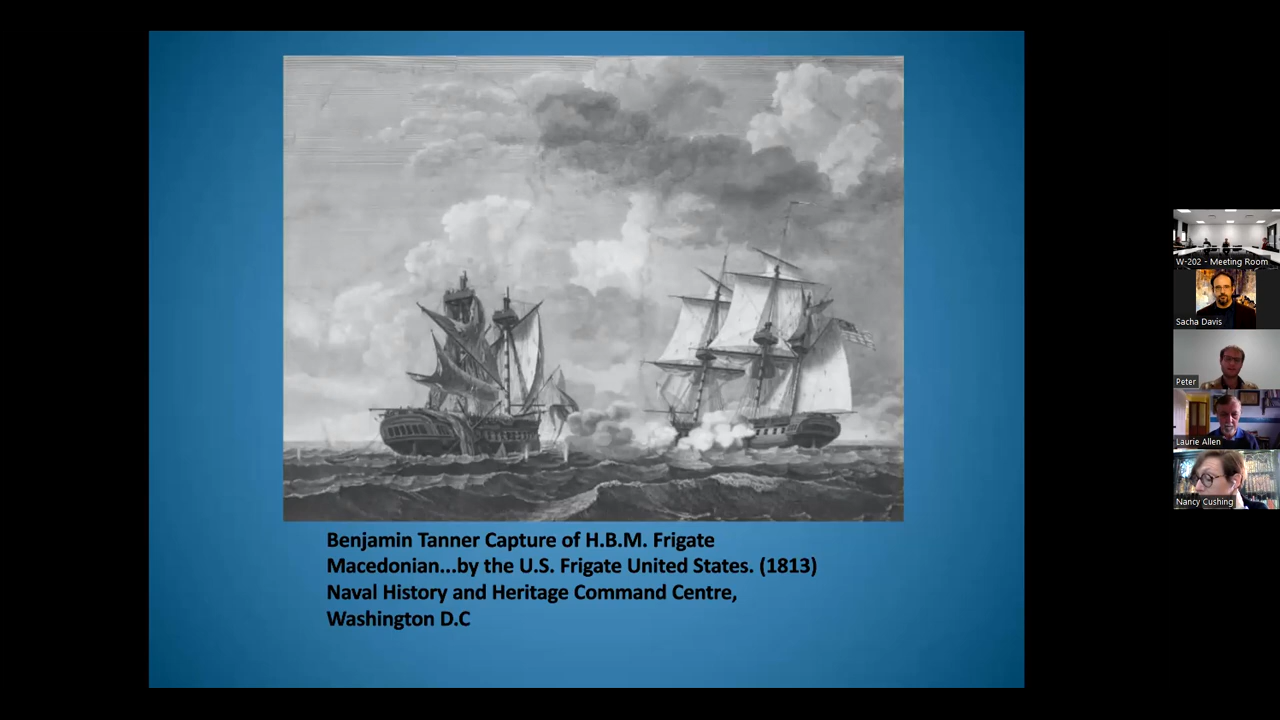 Benjamin Tanner Capture of H.B.M. Frigate
Macedonian...by the U.S. Frigate United States. (1813)
Naval History and Heritage Command Centre,
Washington D.C
W-202 - Meeting Room
Sacha Davis
Peter
Laurie Allen
Nancy Cushing